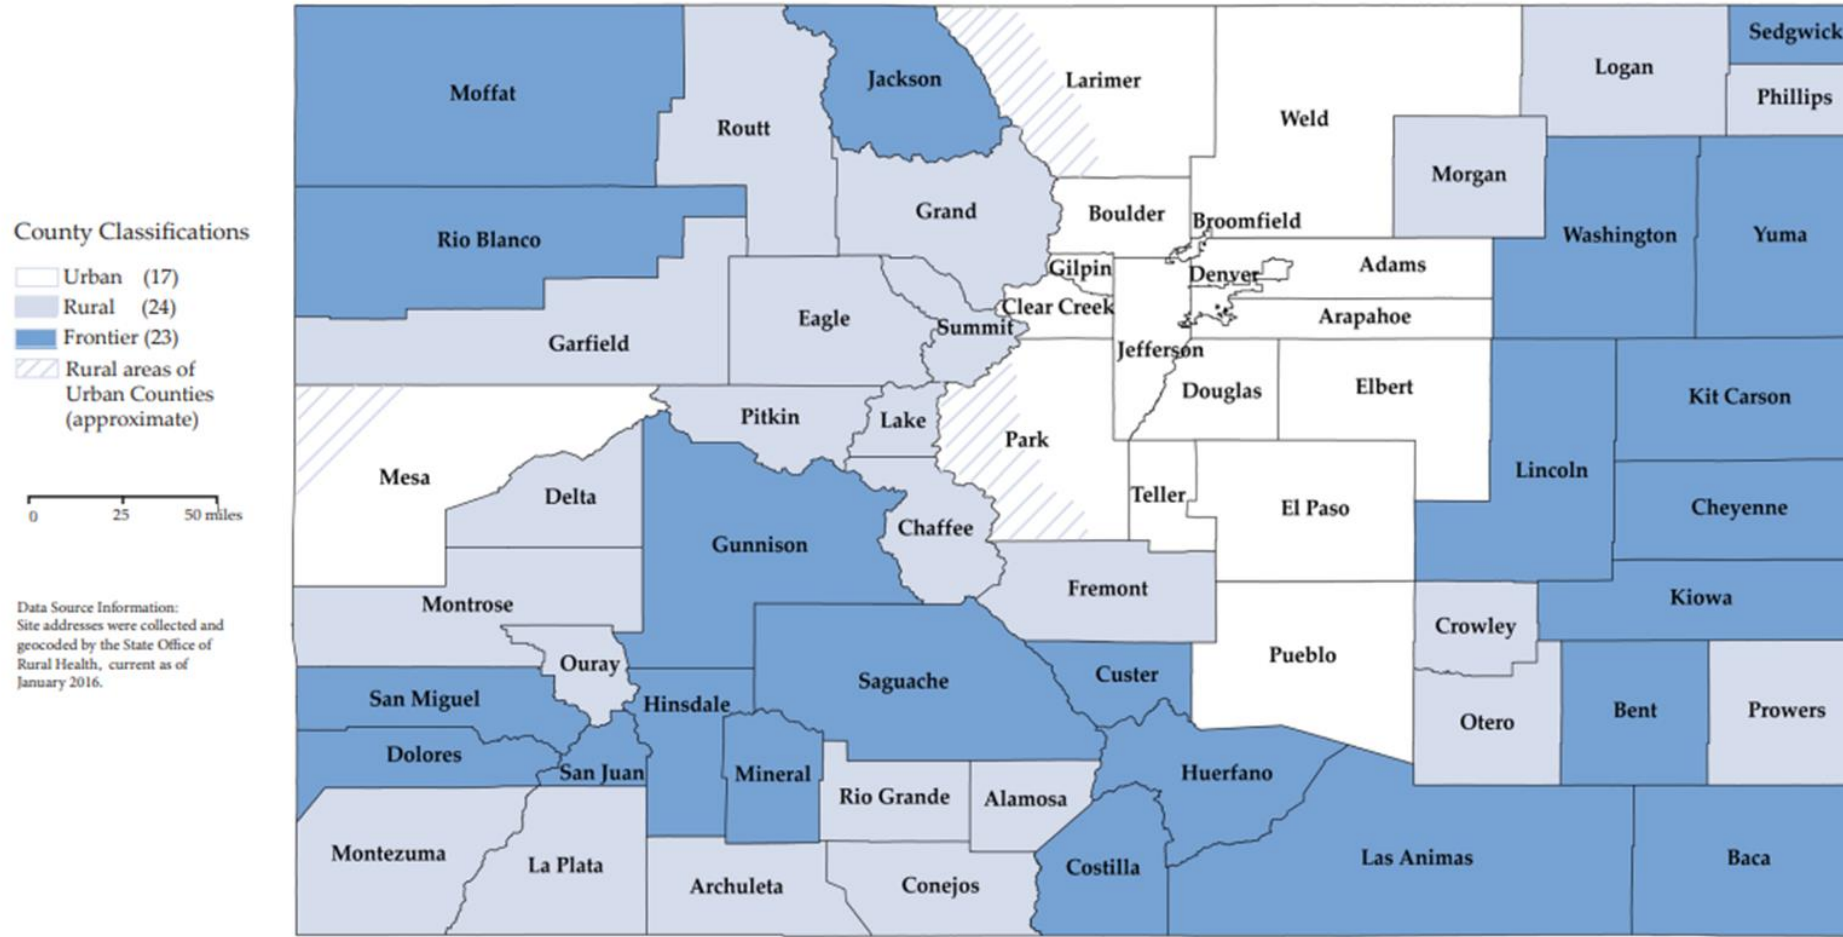 County Classifications
Urban (17)
Rural (24)
Frontier (23)
Rural areas of
Urban Counties
(approximate)
0 25 50 miles
Data Source Information:
Site addresses were collected and
geocoded by the State Office of
Rural Health, current as of
January 2016.
Moffat
Jackson
Larimer
Logan
Sedgwick
Phillips
Routt
Weld
Morgan
Rio Blanco
Grand
Boulder
Broomfield
Washington
Yuma
Gilpin
Denver
Adams
Clear Creek
Arapahoe
Garfield
Eagle
Summit
Jefferson
Douglas
Elbert
Kit Carson
Pitkin
Lake
Park
Mesa
Delta
Teller
El Paso
Lincoln
Cheyenne
Gunnison
Chaffee
Fremont
Kiowa
Montrose
Crowley
Ouray
Saguache
Custer
Pueblo
San Miguel
Hinsdale
Otero
Bent
Prowers
Dolores
San Juan
Mineral
Rio Grande
Alamosa
Huerfano
Montezuma
La Plata
Archuleta
Conejos
Costilla
Las Animas
Baca